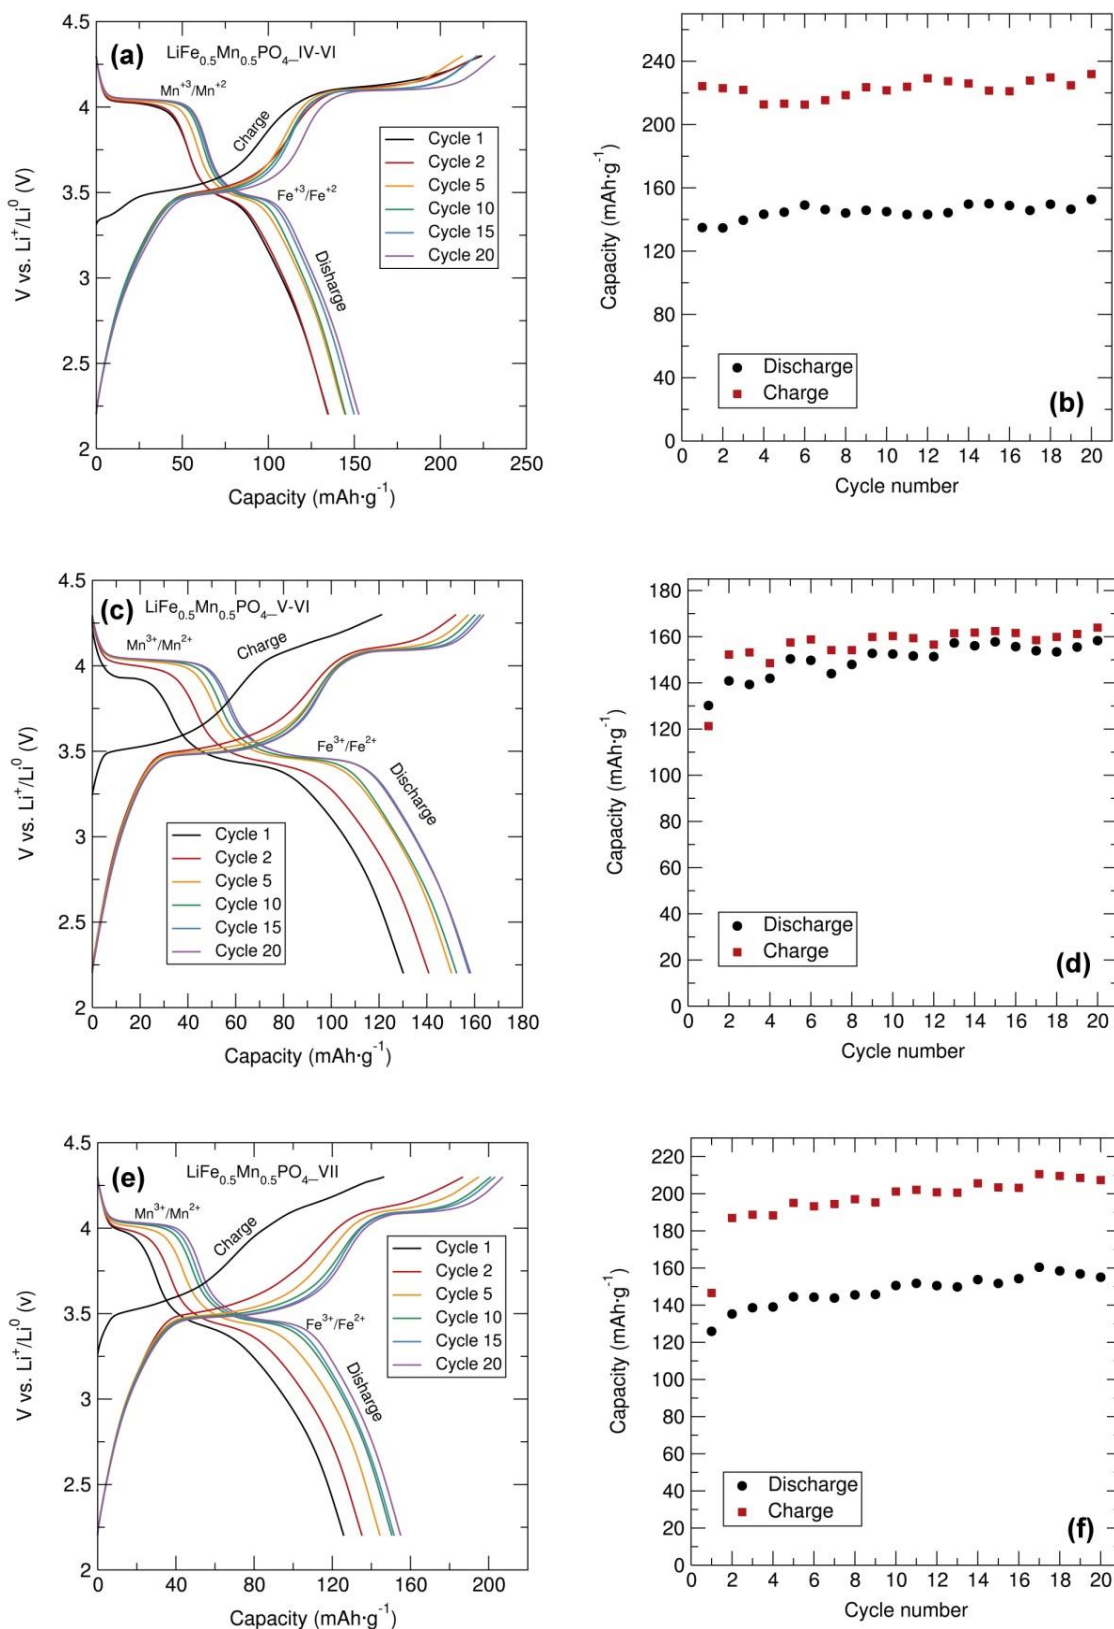 (a)
LiFe₀.₅Mn₀.₅PO₄_IV-VI
Mn⁺³/Mn⁺²
Charge
Fe⁺³/Fe⁺²
Disharge
Cycle 1
Cycle 2
Cycle 5
Cycle 10
Cycle 15
Cycle 20
4.5
4
3.5
3
2.5
2
V vs. Li⁺/Li⁰ (V)
0 50 100 150 200 250
Capacity (mAh·g⁻¹)
240
200
160
120
80
40
0
Capacity (mAh·g⁻¹)
Discharge
Charge
(b)
0 2 4 6 8 10 12 14 16 18 20
Cycle number
(c)
LiFe₀.₅Mn₀.₅PO₄_V-VI
Mn³⁺/Mn²⁺
Charge
Fe³⁺/Fe²⁺
Discharge
Cycle 1
Cycle 2
Cycle 5
Cycle 10
Cycle 15
Cycle 20
4.5
4
3.5
3
2.5
2
V vs. Li⁺/Li⁰ (V)
0 20 40 60 80 100 120 140 160 180
Capacity (mAh·g⁻¹)
180
160
140
120
100
80
60
40
20
0
Capacity (mAh·g⁻¹)
Discharge
Charge
(d)
0 2 4 6 8 10 12 14 16 18 20
Cycle number
(e)
LiFe₀.₅Mn₀.₅PO₄_VII
Mn³⁺/Mn²⁺
Charge
Fe³⁺/Fe²⁺
Disharge
Cycle 1
Cycle 2
Cycle 5
Cycle 10
Cycle 15
Cycle 20
4.5
4
3.5
3
2.5
2
V vs. Li⁺/Li⁰ (v)
0 40 80 120 160 200
Capacity (mAh·g⁻¹)
220
200
180
160
140
120
100
80
60
40
20
0
Capacity (mAh·g⁻¹)
Discharge
Charge
(f)
0 2 4 6 8 10 12 14 16 18 20
Cycle number